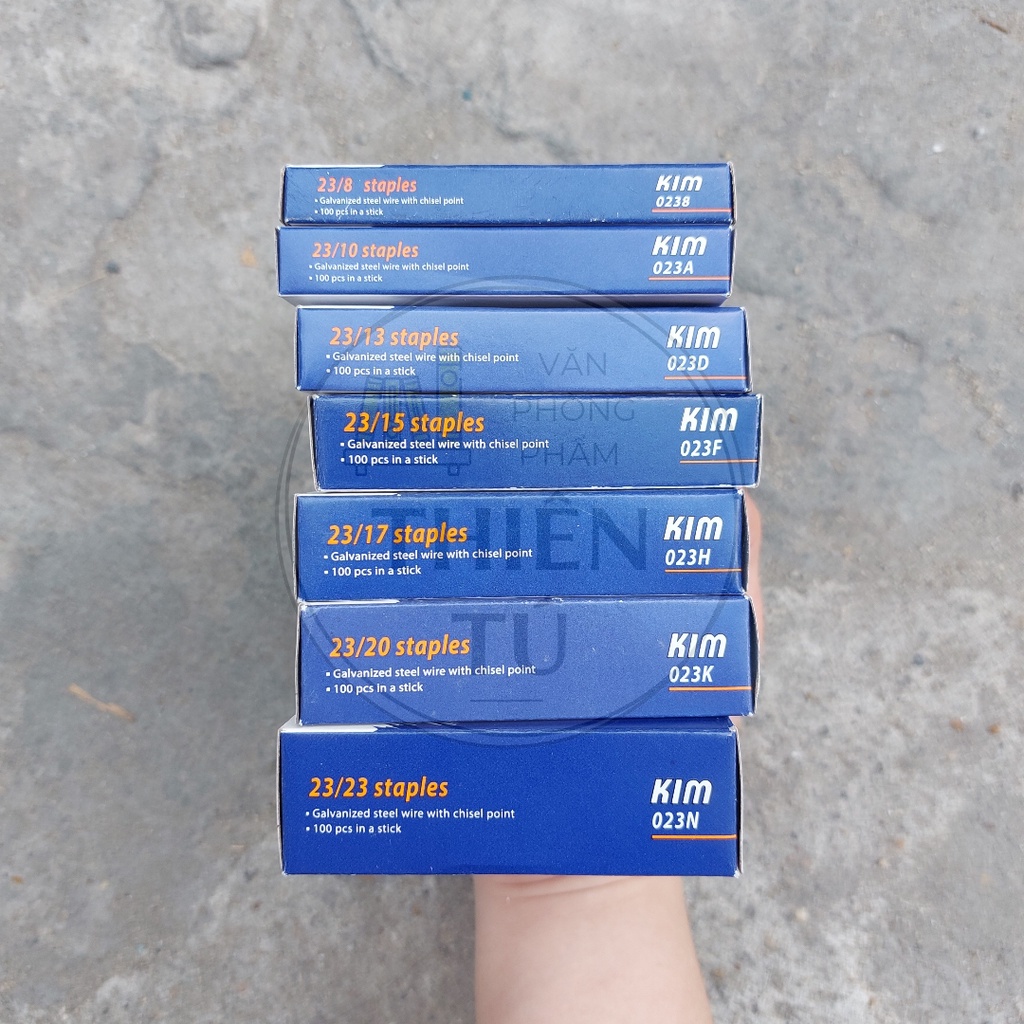 23/8 staples
• Galvanized steel wire with chisel point
• 100 pcs in a stick
KIM
0238
23/10 staples
• Galvanized steel wire with chisel point
• 100 pcs in a stick
KIM
023A
23/13 staples
• Galvanized steel wire with chisel point
• 100 pcs in a stick
KIM
023D
23/15 staples
• Galvanized steel wire with chisel point
• 100 pcs in a stick
KIM
023F
23/17 staples
• Galvanized steel wire with chisel point
• 100 pcs in a stick
KIM
023H
23/20 staples
• Galvanized steel wire with chisel point
• 100 pcs in a stick
KIM
023K
23/23 staples
• Galvanized steel wire with chisel point
• 100 pcs in a stick
KIM
023N
VĂN
PHÒNG
PHẨM
THIÊN
TÚ